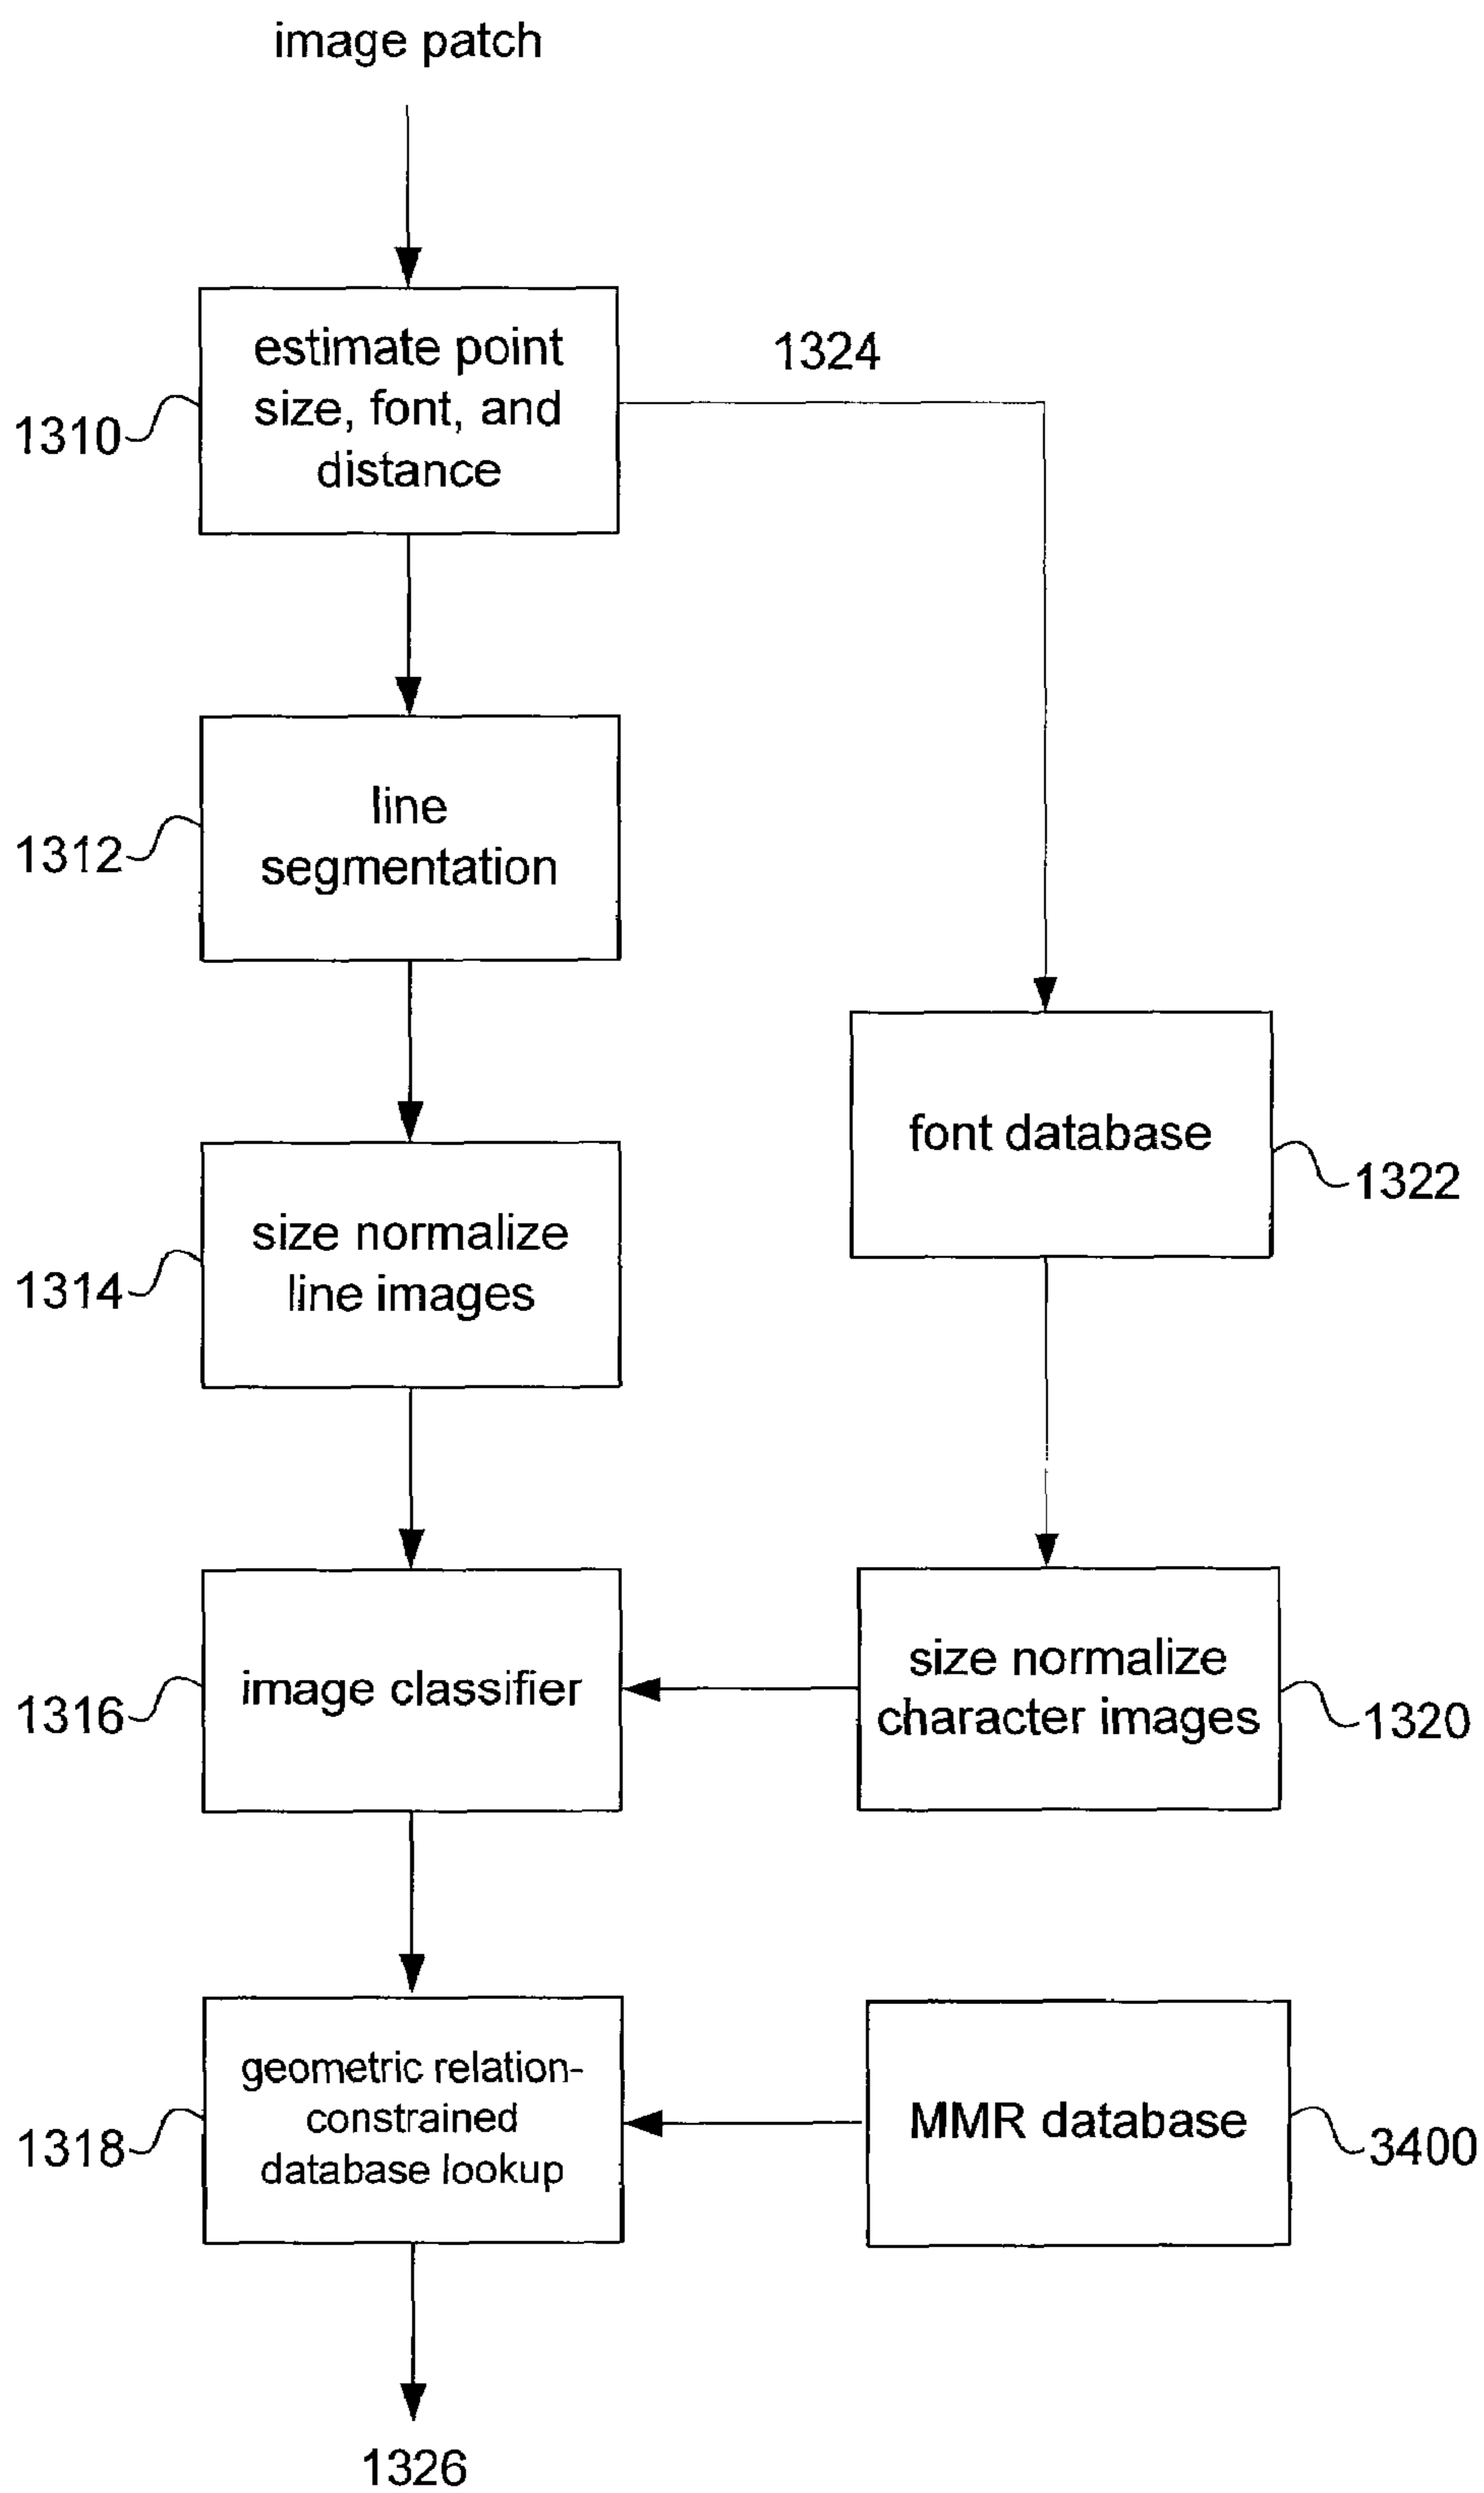 image patch
estimate point
size, font, and
distance
1310
1324
line
segmentation
1312
font database
1322
size normalize
line images
1314
image classifier
1316
size normalize
character images
1320
geometric relation-
constrained
database lookup
1318
MMR database
3400
1326